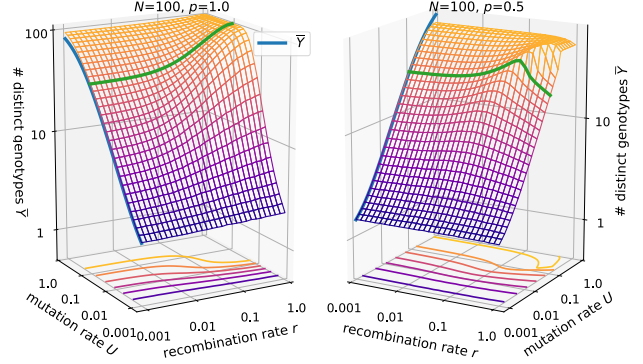 N=100, p=1.0
100
10
1
# distinct genotypes Y̅
Y̅
1.0
0.1
0.01
0.001
mutation rate U
0.001
0.01
0.1
1.0
recombination rate r
N=100, p=0.5
10
1
# distinct genotypes Y̅
0.001
0.01
0.1
1.0
recombination rate r
0.001
0.01
0.1
1.0
mutation rate U